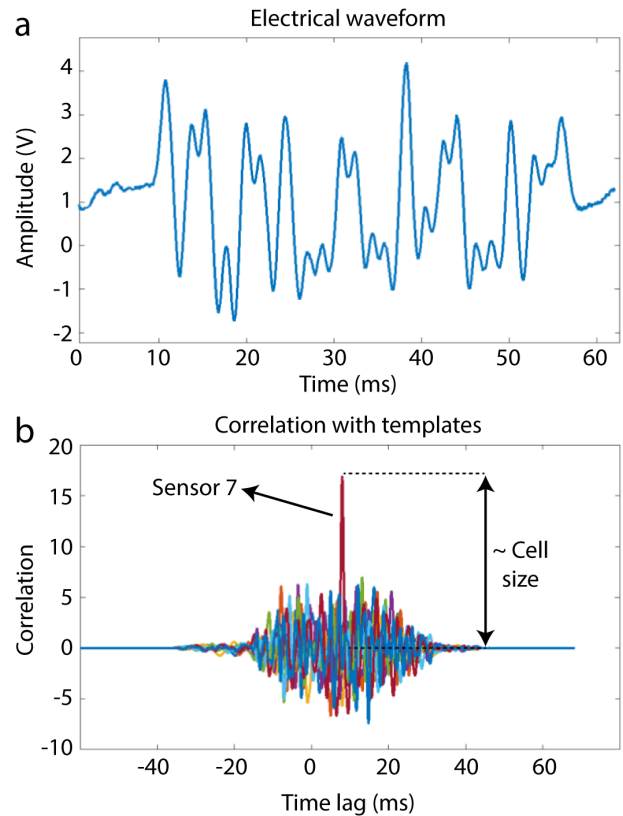 a
Electrical waveform
Amplitude (V)
4
3
2
1
0
-1
-2
0 10 20 30 40 50 60
Time (ms)
b
Correlation with templates
Correlation
20
15
10
5
0
-5
-10
Sensor 7
~ Cell
size
-40 -20 0 20 40 60
Time lag (ms)